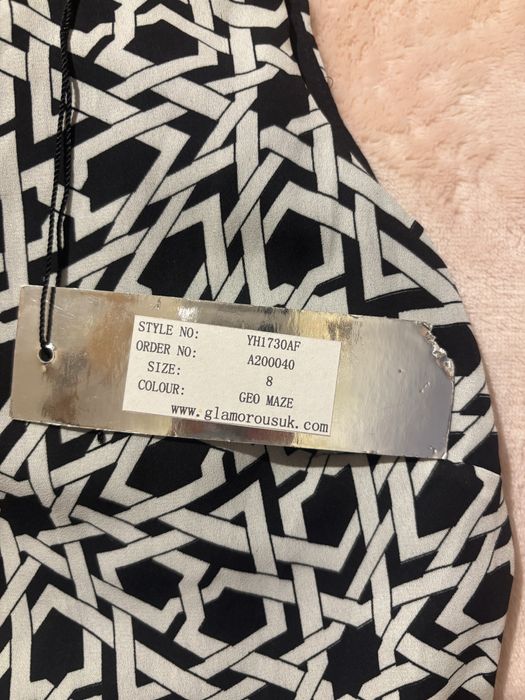 STYLE NO: YH1730AF
ORDER NO: A200040
SIZE: 8
COLOUR: GEO MAZE
www.glamorousuk.com